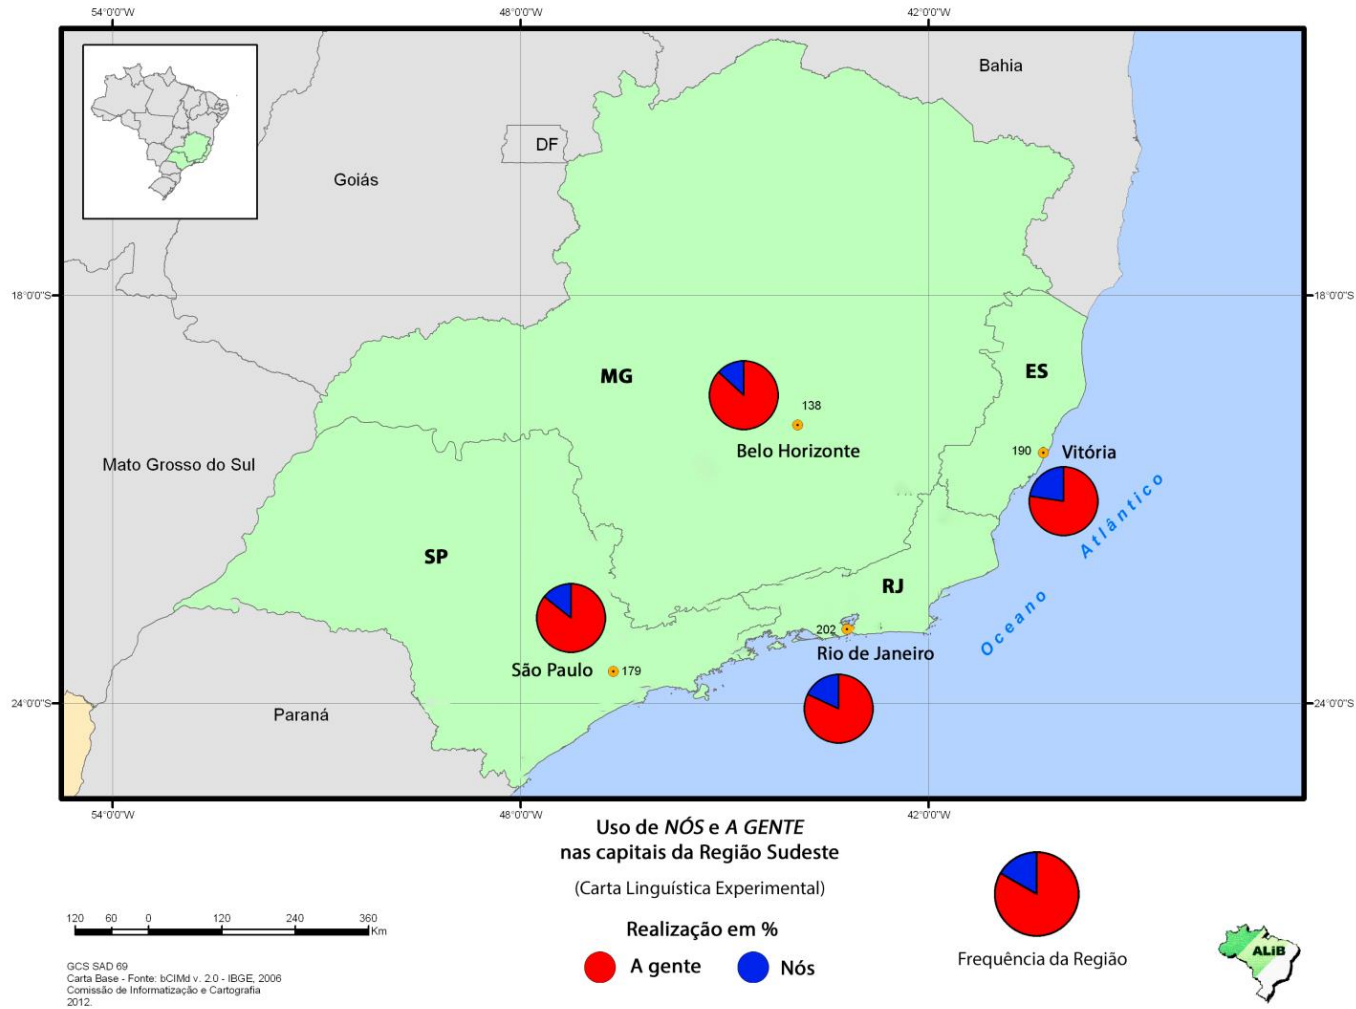 54°0'0"W
48°0'0"W
42°0'0"W
Bahia
DF
Goiás
18°0'0"S
18°0'0"S
MG
ES
138
Belo Horizonte
190
Vitória
Mato Grosso do Sul
Oceano Atlântico
SP
RJ
202
Rio de Janeiro
São Paulo
179
24°0'0"S
24°0'0"S
Paraná
54°0'0"W
48°0'0"W
42°0'0"W
Uso de NÓS e A GENTE
nas capitais da Região Sudeste
(Carta Linguística Experimental)
120 60 0 120 240 360
Km
Realização em %
A gente
Nós
Frequência da Região
ALiB
GCS SAD 69
Carta Base - Fonte: bCIMd v. 2.0 - IBGE, 2006
Comissão de Informatização e Cartografia
2012.